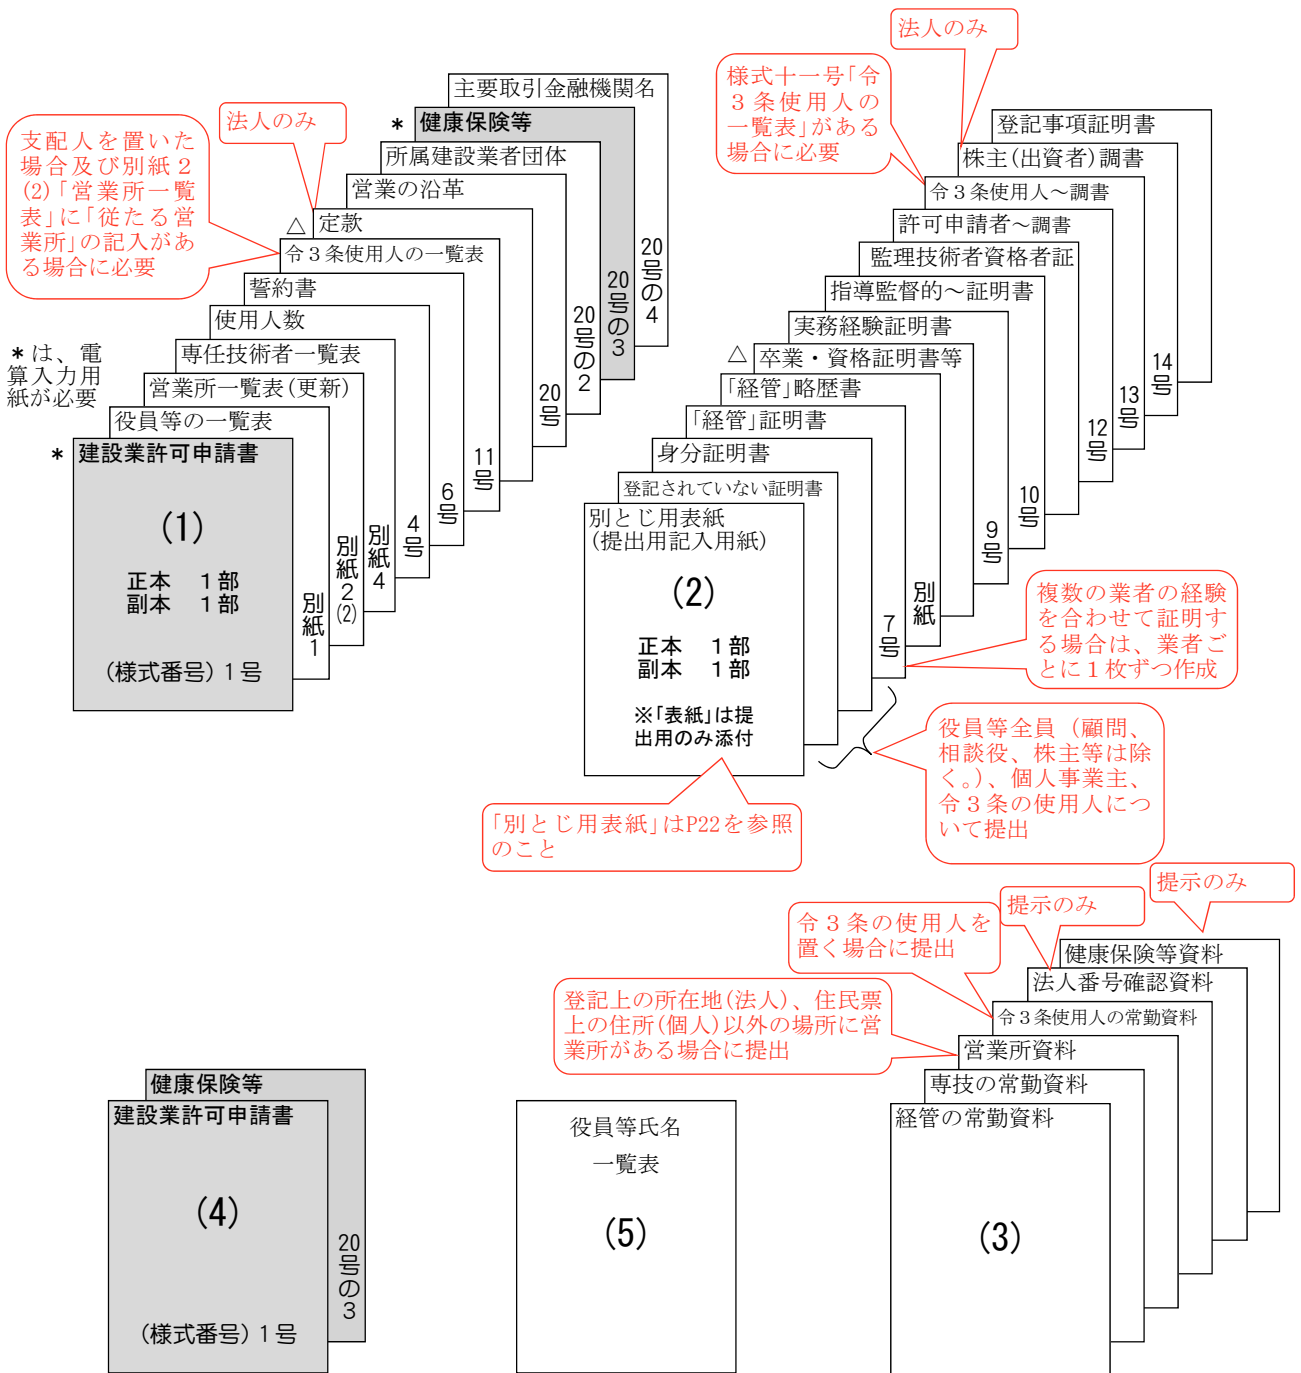 支配人を置いた
場合及び別紙２
(2)｢営業所一覧
表｣に｢従たる営
業所｣の記入があ
る場合に必要
法人のみ
主要取引金融機関名
* 健康保険等
所属建設業者団体
営業の沿革
△ 定款
令３条使用人の一覧表
誓約書
使用人数
専任技術者一覧表
営業所一覧表(更新)
役員等の一覧表
* 建設業許可申請書
*は、電
算入力用
紙が必要
(1)
正本　１部
副本　１部
(様式番号)１号
別紙１
別紙２(2)
別紙４
４号
６号
11号
20号
20号の２
20号の３
20号の４
法人のみ
様式十一号｢令
３条使用人の
一覧表｣がある
場合に必要
登記事項証明書
株主(出資者)調書
令３条使用人～調書
許可申請者～調書
監理技術者資格者証
指導監督的～証明書
実務経験証明書
△ 卒業・資格証明書等
｢経管｣略歴書
｢経管｣証明書
身分証明書
登記されていない証明書
別とじ用表紙
(提出用記入用紙)
(2)
正本　１部
副本　１部
※｢表紙｣は提
出用のみ添付
７号
別紙
９号
10号
12号
13号
14号
複数の業者の経験
を合わせて証明す
る場合は、業者ご
とに１枚ずつ作成
役員等全員（顧問、
相談役、株主等は除
く。）、個人事業主、
令３条の使用人につ
いて提出
｢別とじ用表紙｣はP22を参照
のこと
提示のみ
提示のみ
令３条の使用人を
置く場合に提出
登記上の所在地(法人)、住民票
上の住所(個人)以外の場所に営
業所がある場合に提出
健康保険等資料
法人番号確認資料
令３条使用人の常勤資料
営業所資料
専技の常勤資料
経管の常勤資料
(3)
健康保険等
建設業許可申請書
(4)
(様式番号)１号
20号の３
役員等氏名
一覧表
(5)